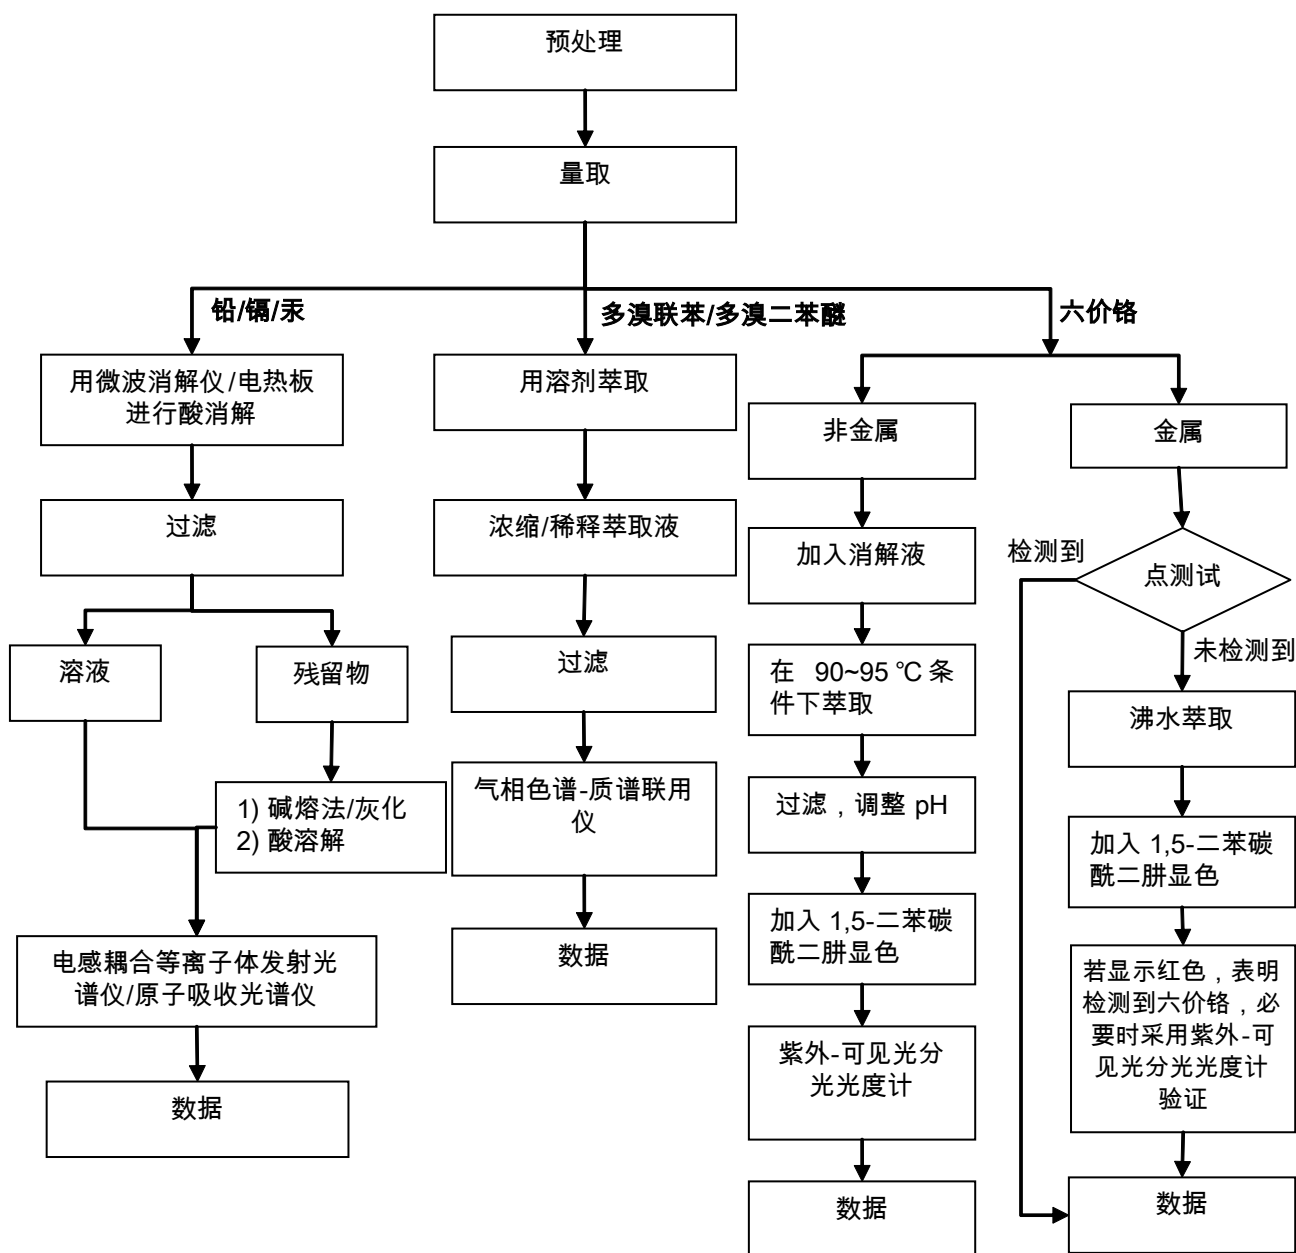 预处理
量取
铅/镉/汞
多溴联苯/多溴二苯醚
六价铬
用微波消解仪/电热板
进行酸消解
过滤
溶液
残留物
1) 碱熔法/灰化
2) 酸溶解
电感耦合等离子体发射光
谱仪/原子吸收光谱仪
数据
用溶剂萃取
浓缩/稀释萃取液
过滤
气相色谱-质谱联用
仪
数据
非金属
加入消解液
在 90~95 ℃ 条
件下萃取
过滤，调整 pH
加入 1,5-二苯碳
酰二肼显色
紫外-可见光分
光光度计
数据
金属
点测试
检测到
未检测到
沸水萃取
加入 1,5-二苯碳
酰二肼显色
若显示红色，表明
检测到六价铬，必
要时采用紫外-可
见光分光光度计
验证
数据